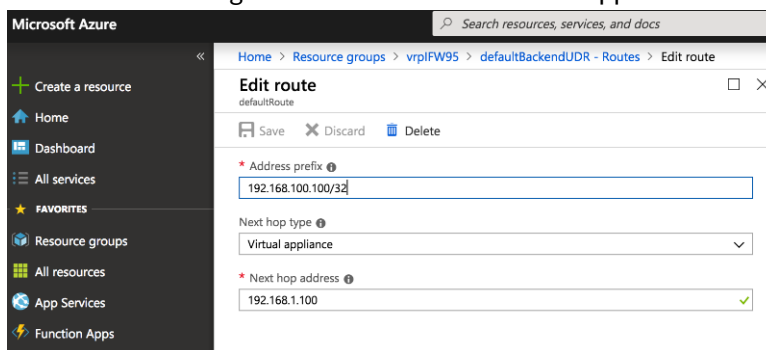 Microsoft Azure
Search resources, services, and docs
«
Home > Resource groups > vrpIFW95 > defaultBackendUDR - Routes > Edit route
Create a resource
Home
Dashboard
All services
FAVORITES
Resource groups
All resources
App Services
Function Apps
Edit route
defaultRoute
Save Discard Delete
* Address prefix
192.168.100.100/32
Next hop type
Virtual appliance
* Next hop address
192.168.1.100